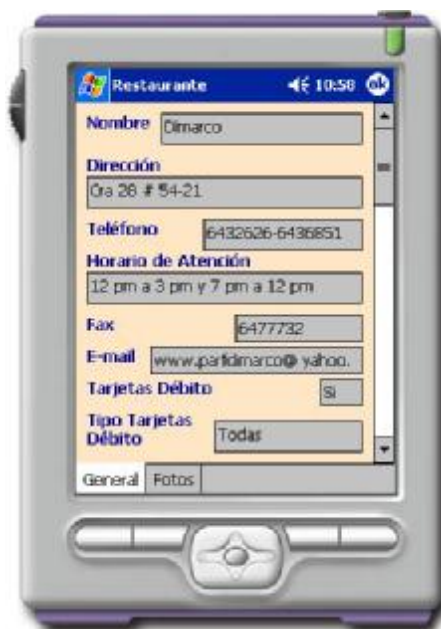 Restaurante 10:58 ok
Nombre Dimarco
Dirección
Cra 28 # 54-21
Teléfono 6432626-6436851
Horario de Atención
12 pm a 3 pm y 7 pm a 12 pm
Fax 6477732
E-mail yahoo.
Tarjetas Débito Si
Tipo Tarjetas
Débito Todas
General Fotos